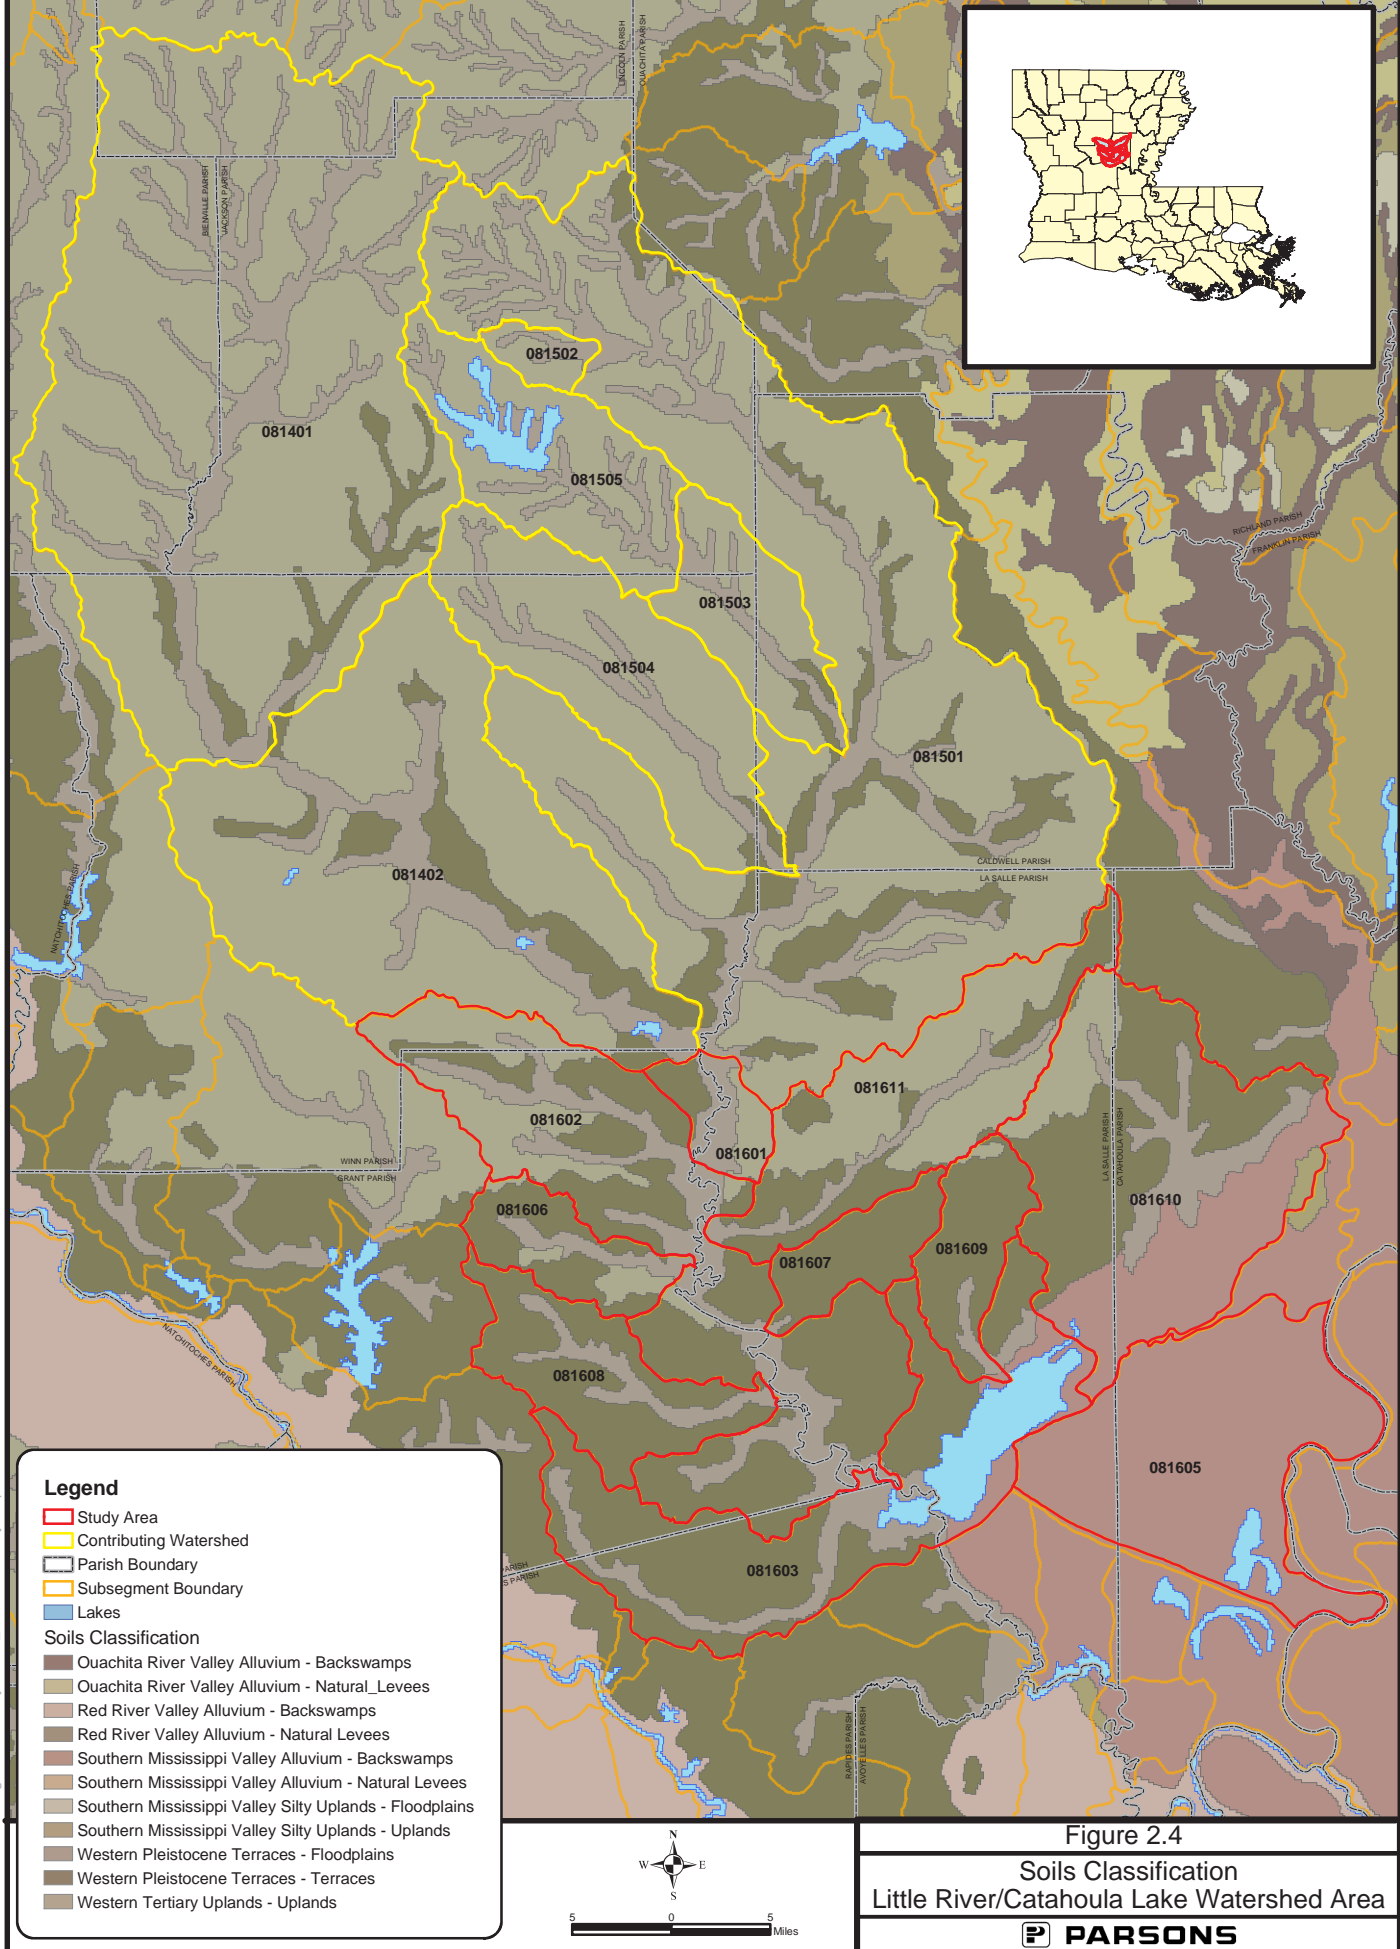 LINCOLN PARISH
OUACHITA PARISH
BIENVILLE PARISH
JACKSON PARISH
081502
081401
081505
RICHLAND PARISH
FRANKLIN PARISH
081503
081504
081501
CALDWELL PARISH
LA SALLE PARISH
081402
NATCHITOCHES PARISH
081611
081602
081601
LA SALLE PARISH
CATAHOULA PARISH
WINN PARISH
GRANT PARISH
081610
081606
081609
081607
NATCHITOCHES PARISH
081608
081605
ARISH
S PARISH
081603
RAPIDES PARISH
AVOYELLES PARISH
Legend
Study Area
Contributing Watershed
Parish Boundary
Subsegment Boundary
Lakes
Soils Classification
Ouachita River Valley Alluvium - Backswamps
Ouachita River Valley Alluvium - Natural_Levees
Red River Valley Alluvium - Backswamps
Red River Valley Alluvium - Natural Levees
Southern Mississippi Valley Alluvium - Backswamps
Southern Mississippi Valley Alluvium - Natural Levees
Southern Mississippi Valley Silty Uplands - Floodplains
Southern Mississippi Valley Silty Uplands - Uplands
Western Pleistocene Terraces - Floodplains
Western Pleistocene Terraces - Terraces
Western Tertiary Uplands - Uplands
N
W E
S
5 0 5
Miles
Figure 2.4
Soils Classification
Little River/Catahoula Lake Watershed Area
P PARSONS